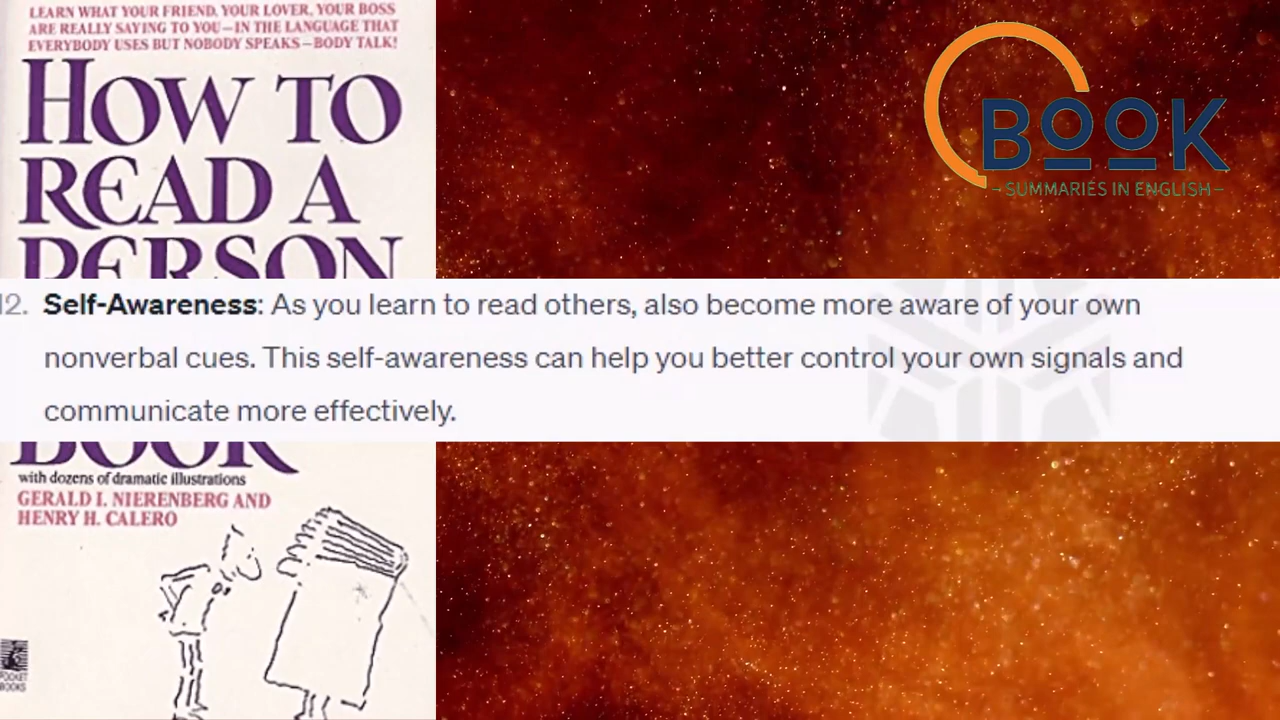 LEARN WHAT YOUR FRIEND, YOUR LOVER, YOUR BOSS
ARE REALLY SAYING TO YOU—IN THE LANGUAGE THAT
EVERYBODY USES BUT NOBODY SPEAKS—BODY TALK!
HOW TO
READ A
PERSON
12. Self-Awareness: As you learn to read others, also become more aware of your own
nonverbal cues. This self-awareness can help you better control your own signals and
communicate more effectively.
BOOK
with dozens of dramatic illustrations
GERALD I. NIERENBERG AND
HENRY H. CALERO
POCKET
BOOKS
BOOK
– SUMMARIES IN ENGLISH –